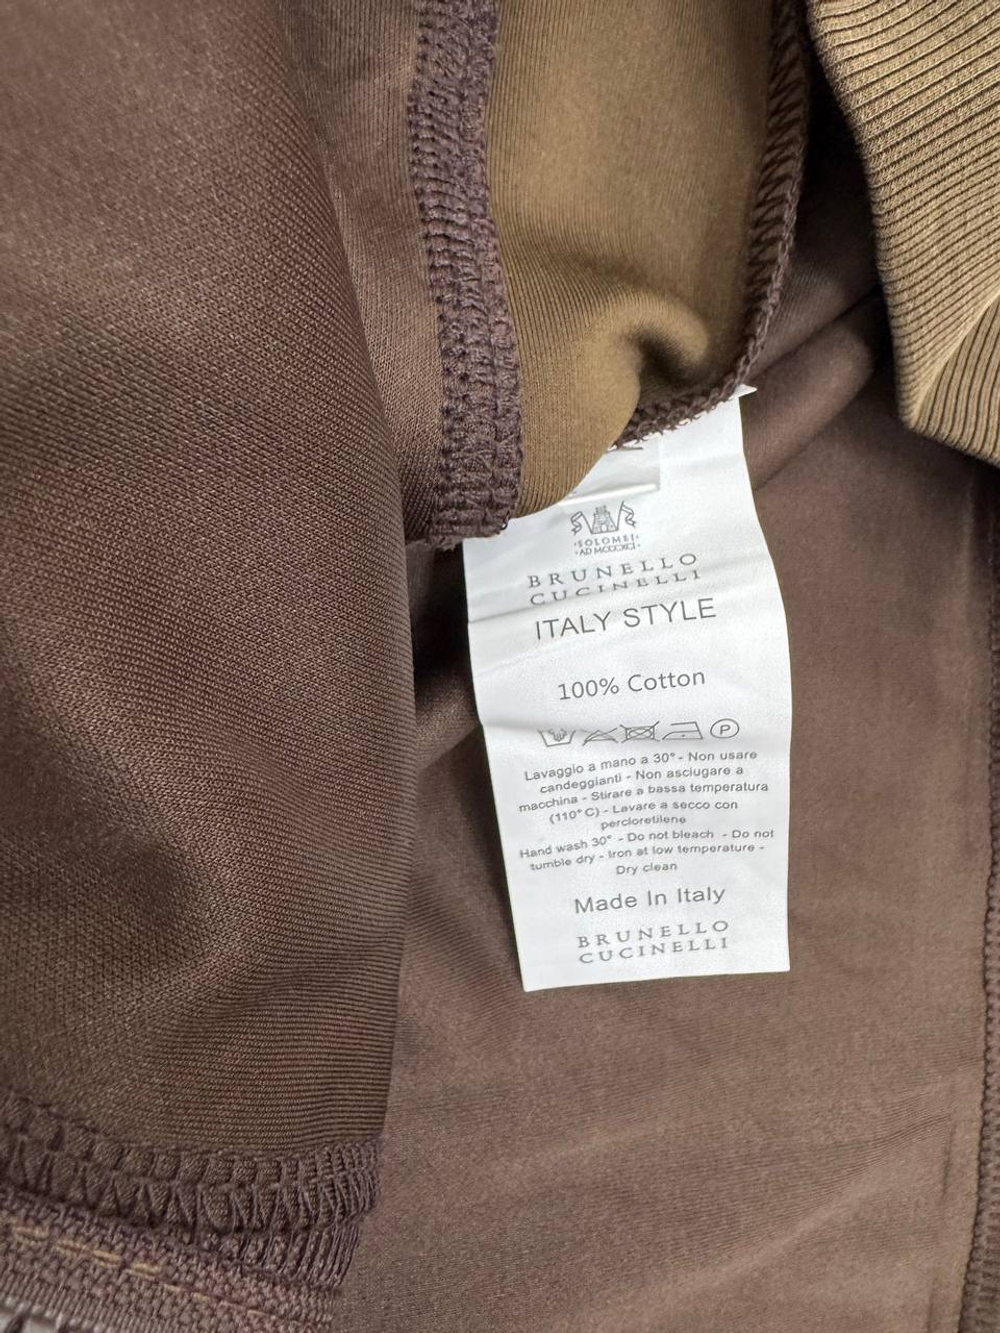 ·SOLOMEI·
·AD MCCCXCI·
BRUNELLO
CUCINELLI
ITALY STYLE
100% Cotton
P
Lavaggio a mano a 30° - Non usare
candeggianti - Non asciugare a
macchina - Stirare a bassa temperatura
(110° C) - Lavare a secco con
percloretilene
Hand wash 30° - Do not bleach - Do not
tumble dry - Iron at low temperature -
Dry clean
Made In Italy
BRUNELLO
CUCINELLI